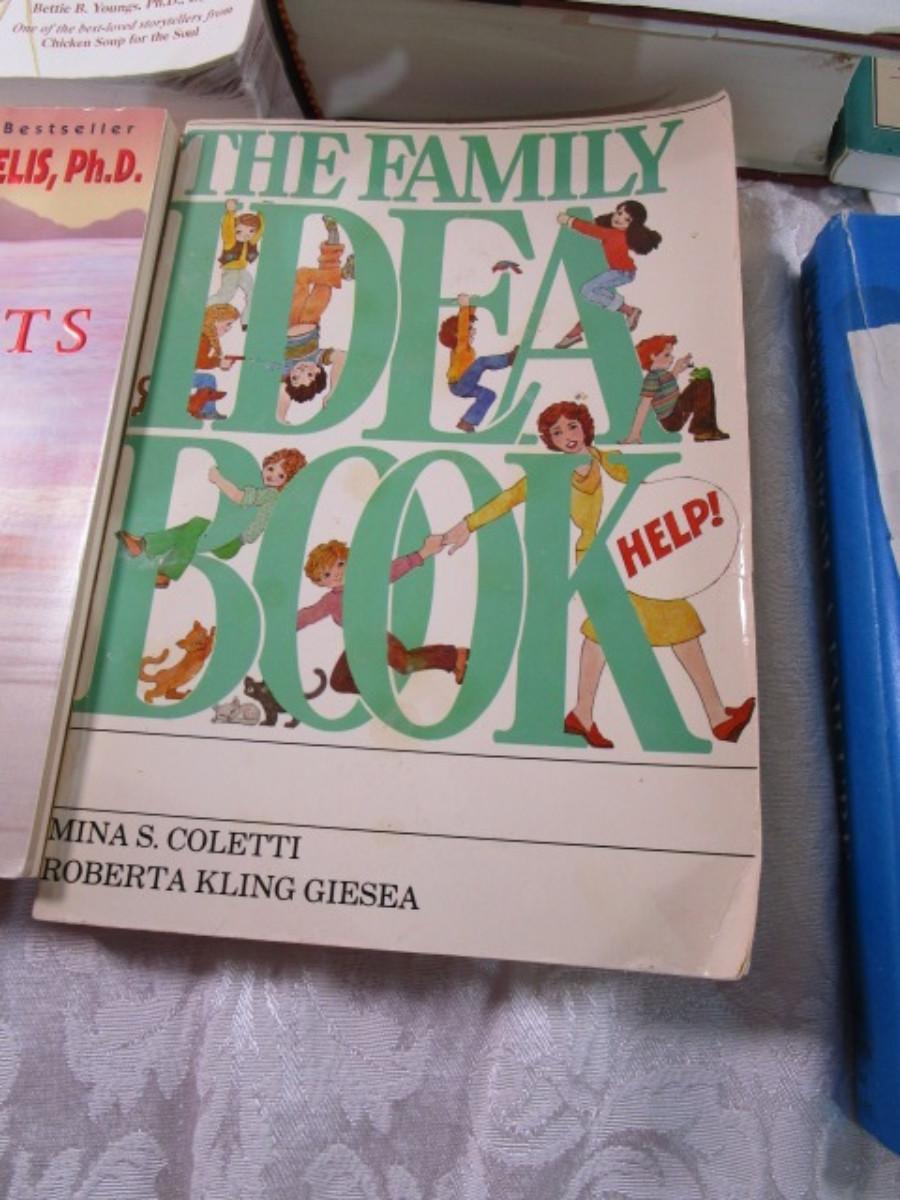 Bettie B. Youngs, Ph.D.,
One of the best-loved storytellers from
Chicken Soup for the Soul
Bestseller
ELIS, Ph.D.
TS
THE FAMILY
IDEA
BOOK
HELP!
MINA S. COLETTI
ROBERTA KLING GIESEA